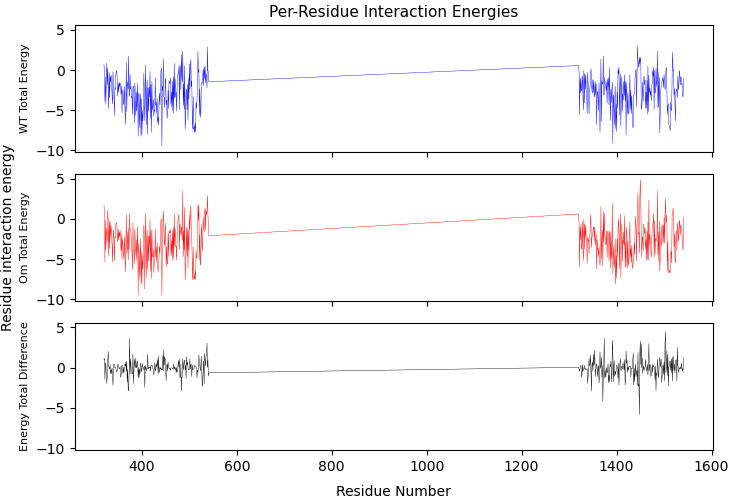 Per-Residue Interaction Energies
Residue interaction energy
WT Total Energy
5
0
−5
−10
Om Total Energy
5
0
−5
−10
Energy Total Difference
5
0
−5
−10
400 600 800 1000 1200 1400 1600
Residue Number